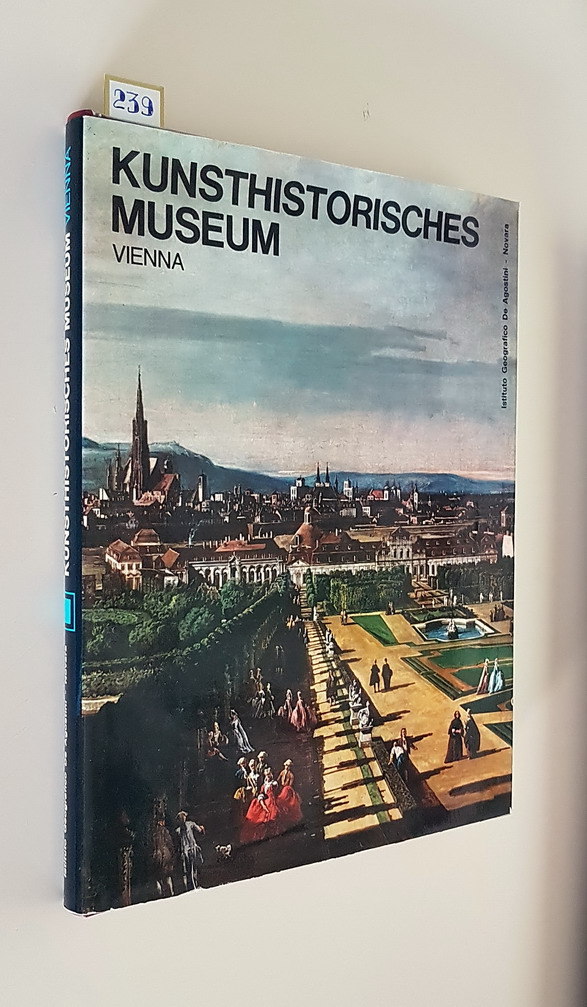 239
KUNSTHISTORISCHES
MUSEUM
VIENNA
Istituto Geografico De Agostini - Novara
KUNSTHISTORISCHES MUSEUM VIENNA